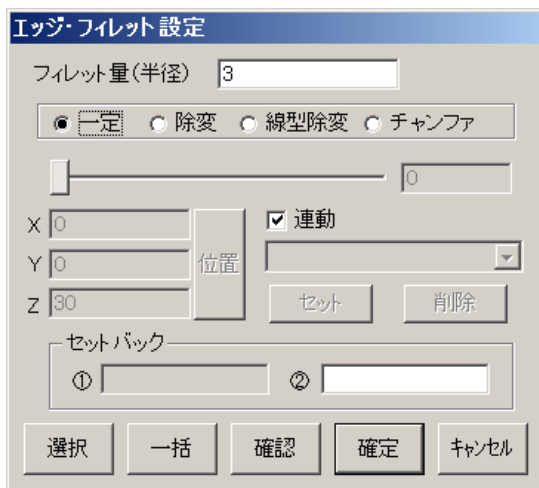 エッジ・フィレット設定
フィレット量(半径) 3
一定 除変 線型除変 チャンファ
0
X 0
連動
Y 0
位置
Z 30
セット 削除
セットバック
① ②
選択 一括 確認 確定 キャンセル